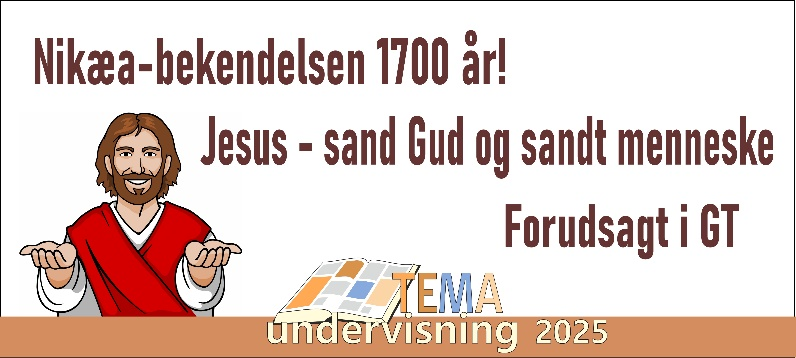 Nikæa-bekendelsen 1700 år!
Jesus - sand Gud og sandt menneske
Forudsagt i GT
TEMA
undervisning 2025